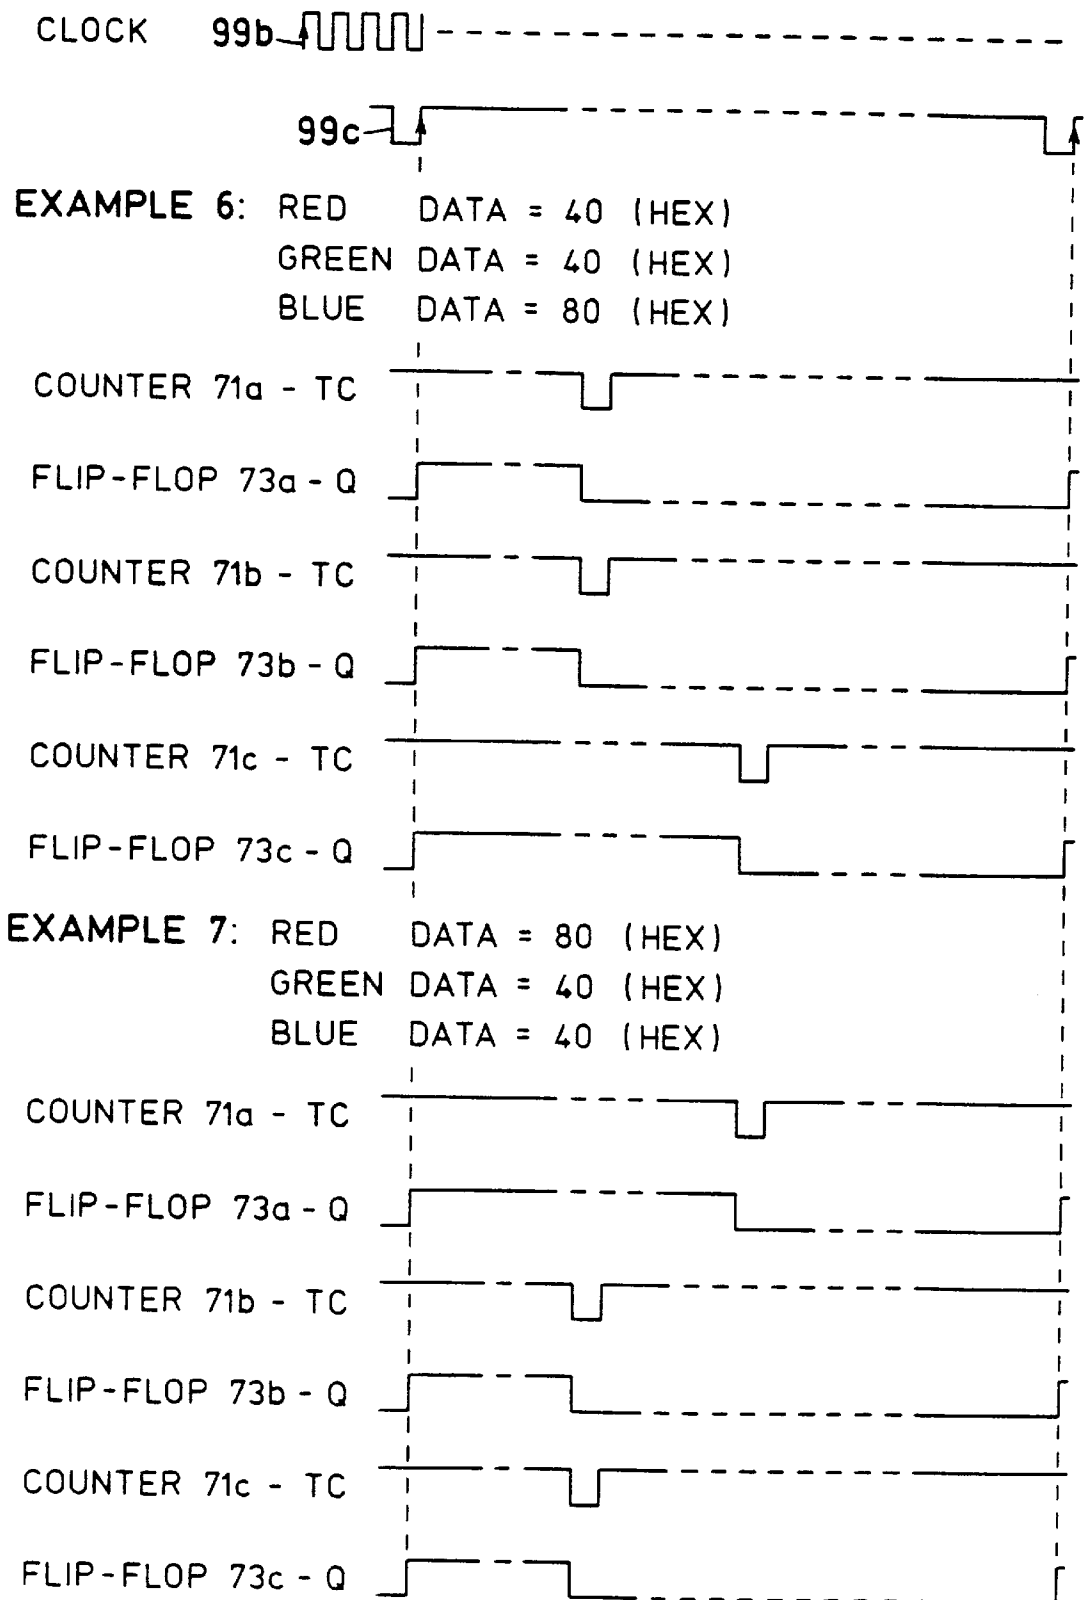 CLOCK 99b
99c
EXAMPLE 6: RED DATA = 40 (HEX)
GREEN DATA = 40 (HEX)
BLUE DATA = 80 (HEX)
COUNTER 71a - TC
FLIP-FLOP 73a - Q
COUNTER 71b - TC
FLIP-FLOP 73b - Q
COUNTER 71c - TC
FLIP-FLOP 73c - Q
EXAMPLE 7: RED DATA = 80 (HEX)
GREEN DATA = 40 (HEX)
BLUE DATA = 40 (HEX)
COUNTER 71a - TC
FLIP-FLOP 73a - Q
COUNTER 71b - TC
FLIP-FLOP 73b - Q
COUNTER 71c - TC
FLIP-FLOP 73c - Q